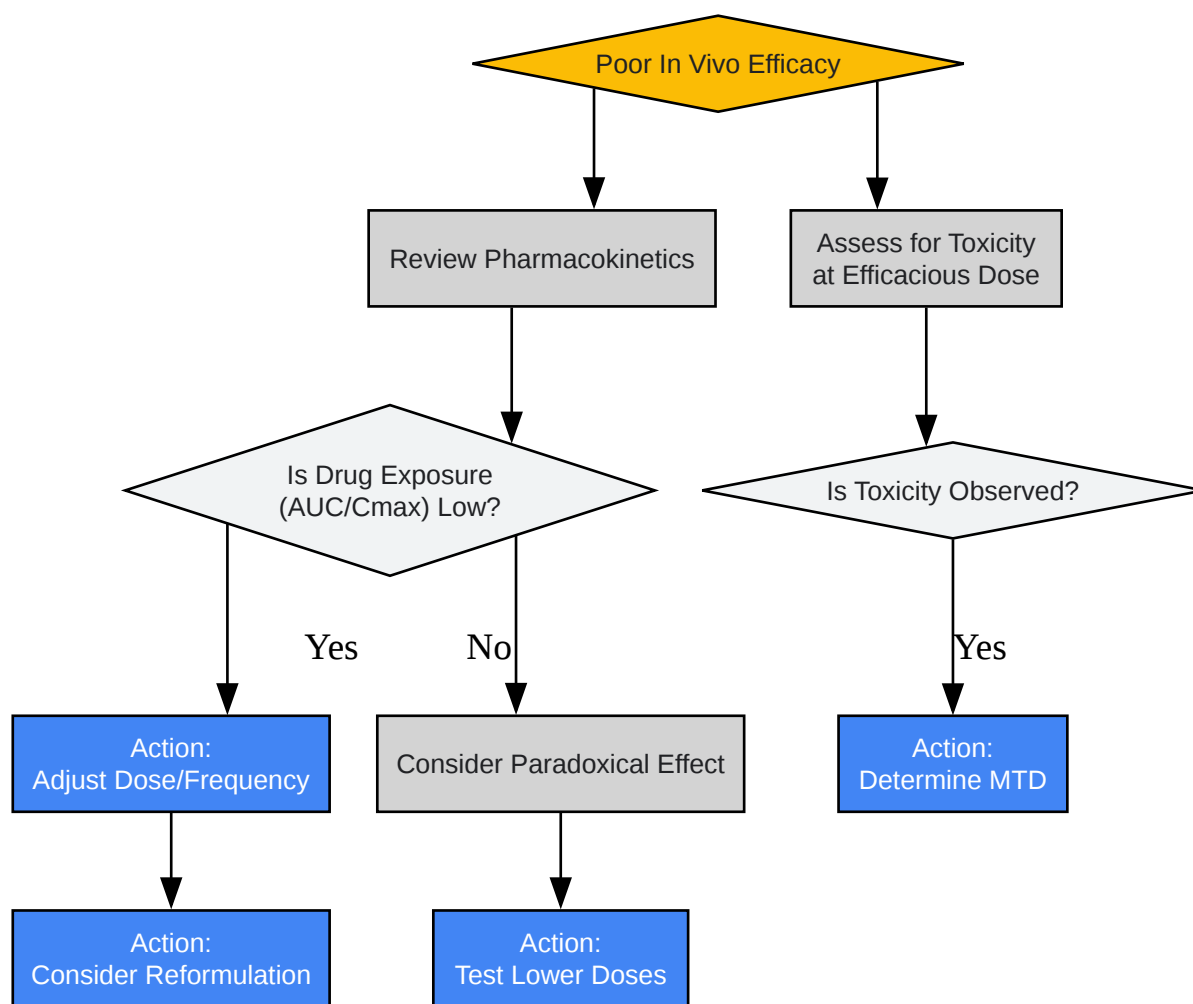 Poor In Vivo Efficacy
Review Pharmacokinetics
Assess for Toxicity
at Efficacious Dose
Is Drug Exposure
(AUC/Cmax) Low?
Is Toxicity Observed?
Yes
No
Yes
Action:
Adjust Dose/Frequency
Consider Paradoxical Effect
Action:
Determine MTD
Action:
Consider Reformulation
Action:
Test Lower Doses